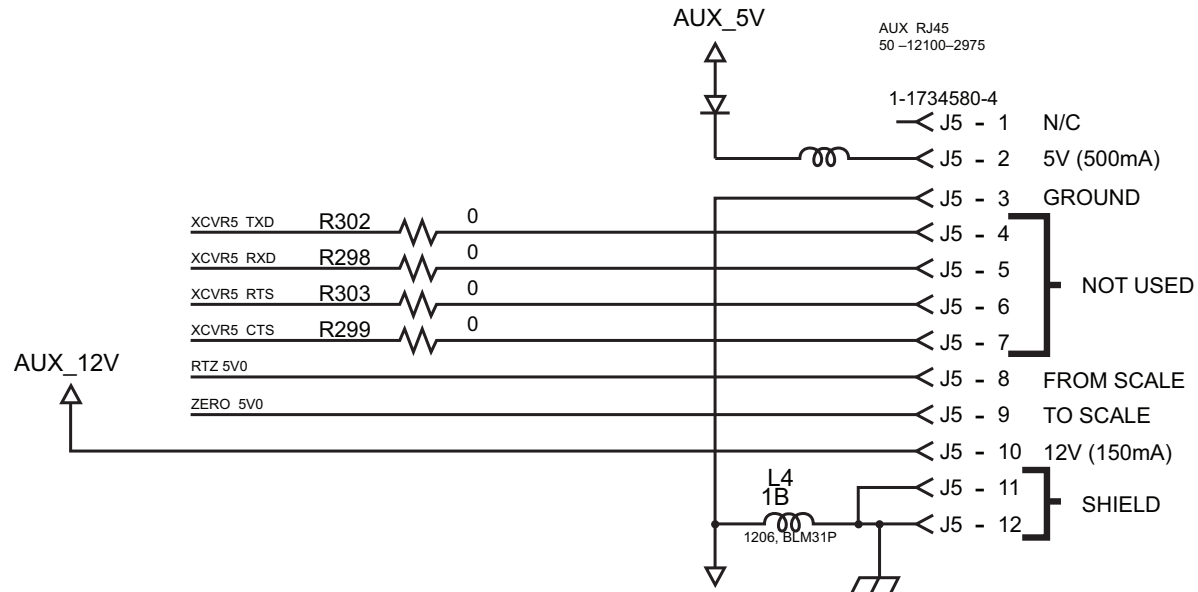 AUX_5V
AUX RJ45
50 –12100–2975
1-1734580-4
J5 - 1 N/C
J5 - 2 5V (500mA)
J5 - 3 GROUND
XCVR5 TXD R302 0 J5 - 4
XCVR5 RXD R298 0 J5 - 5
NOT USED
XCVR5 RTS R303 0 J5 - 6
XCVR5 CTS R299 0 J5 - 7
AUX_12V
RTZ 5V0 J5 - 8 FROM SCALE
ZERO 5V0 J5 - 9 TO SCALE
J5 - 10 12V (150mA)
L4
1B
J5 - 11
SHIELD
J5 - 12
1206, BLM31P